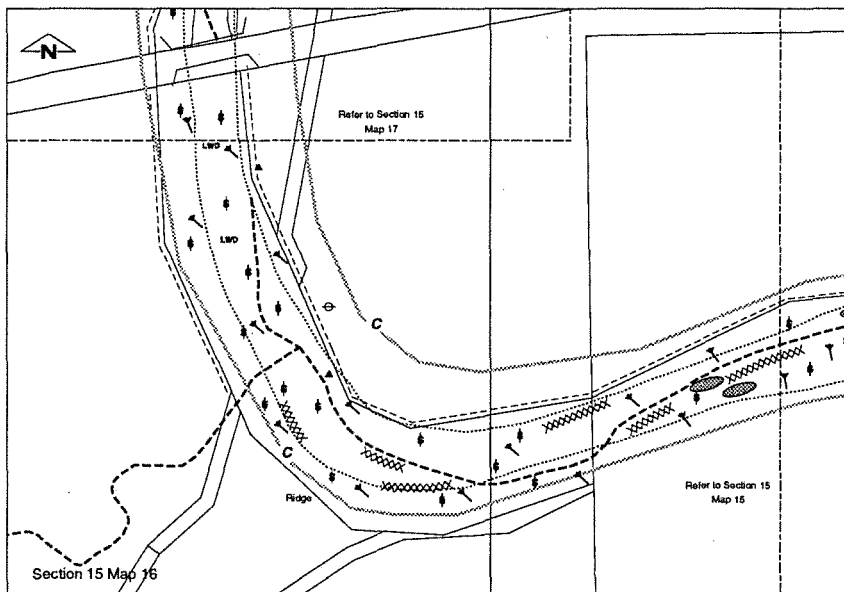 N
Refer to Section 15
Map 17
LWD
LWD
C
C
Ridge
Refer to Section 15
Map 15
Section 15 Map 16